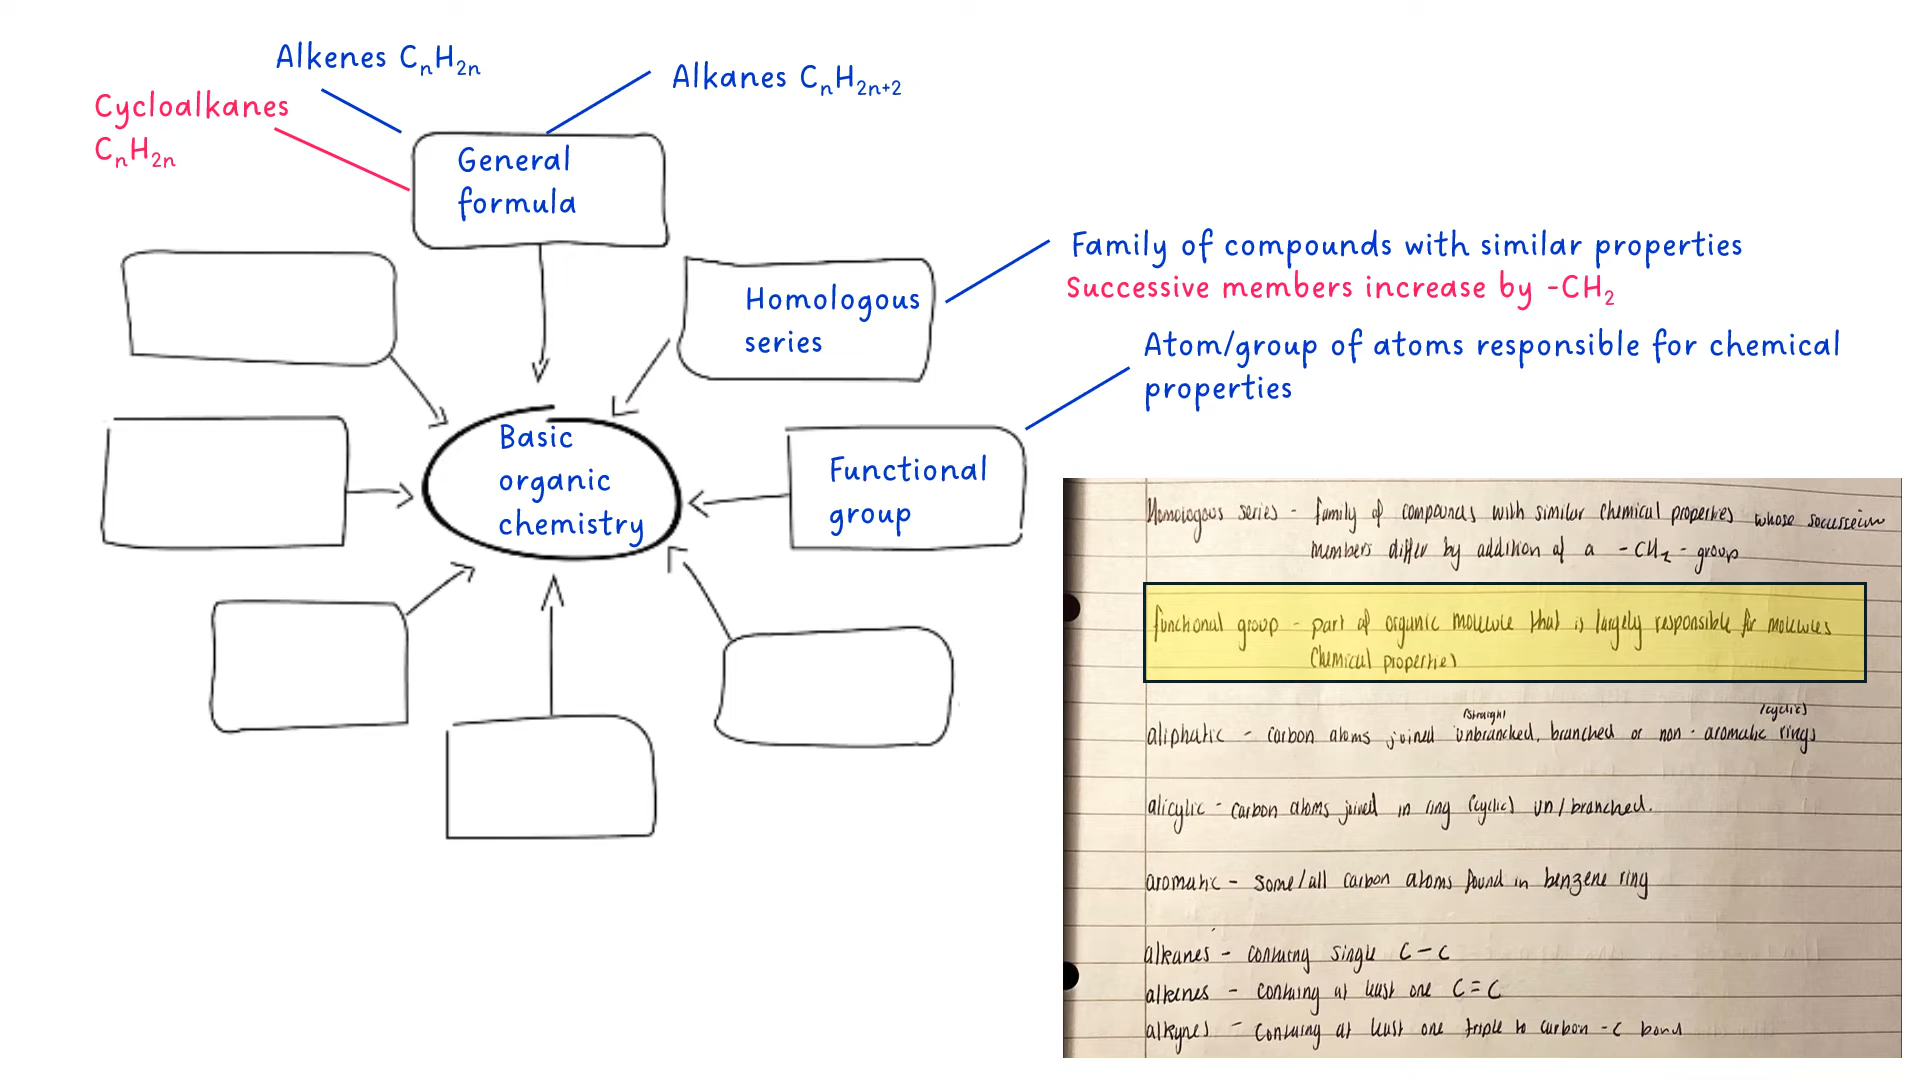 Alkenes CₙH₂ₙ
Alkanes CₙH₂ₙ₊₂
Cycloalkanes
CₙH₂ₙ
General
formula
Homologous
series
Family of compounds with similar properties
Successive members increase by -CH₂
Atom/group of atoms responsible for chemical
properties
Basic
organic
chemistry
Functional
group
Homologous series - family of compounds with similar chemical properties whose
members differ by addition of a -CH₂- group
functional group - part of organic molecule that is largely responsible for molecules
Chemical properties
(straight (cyclic)
aliphatic - carbon atoms joined unbranched, branched or non-aromatic rings
alicylic - carbon atoms joined in ring (cyclic) un/branched.
aromatic - some/all carbon atoms found in benzene ring
alkanes - single C-C
alkenes - at least one C=C
alkynes - at least one triple to carbon-c bond